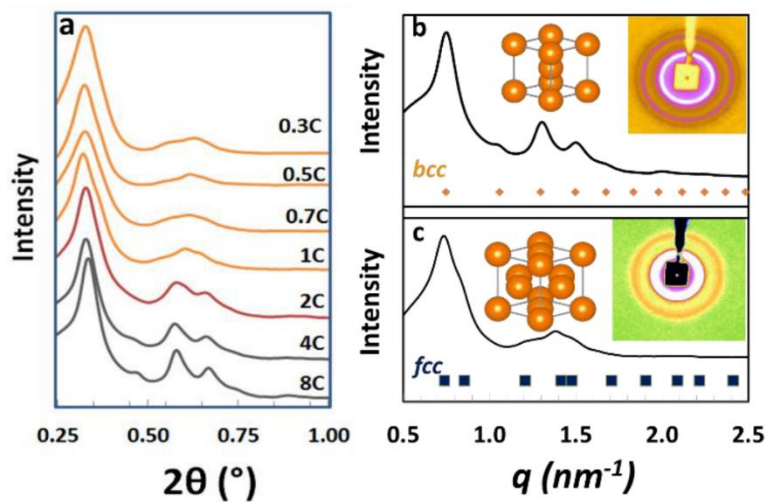 a
Intensity
0.3C
0.5C
0.7C
1C
2C
4C
8C
0.25 0.50 0.75 1.00
2θ (°)
b
Intensity
bcc
c
Intensity
fcc
0.5 1.0 1.5 2.0 2.5
q (nm⁻¹)